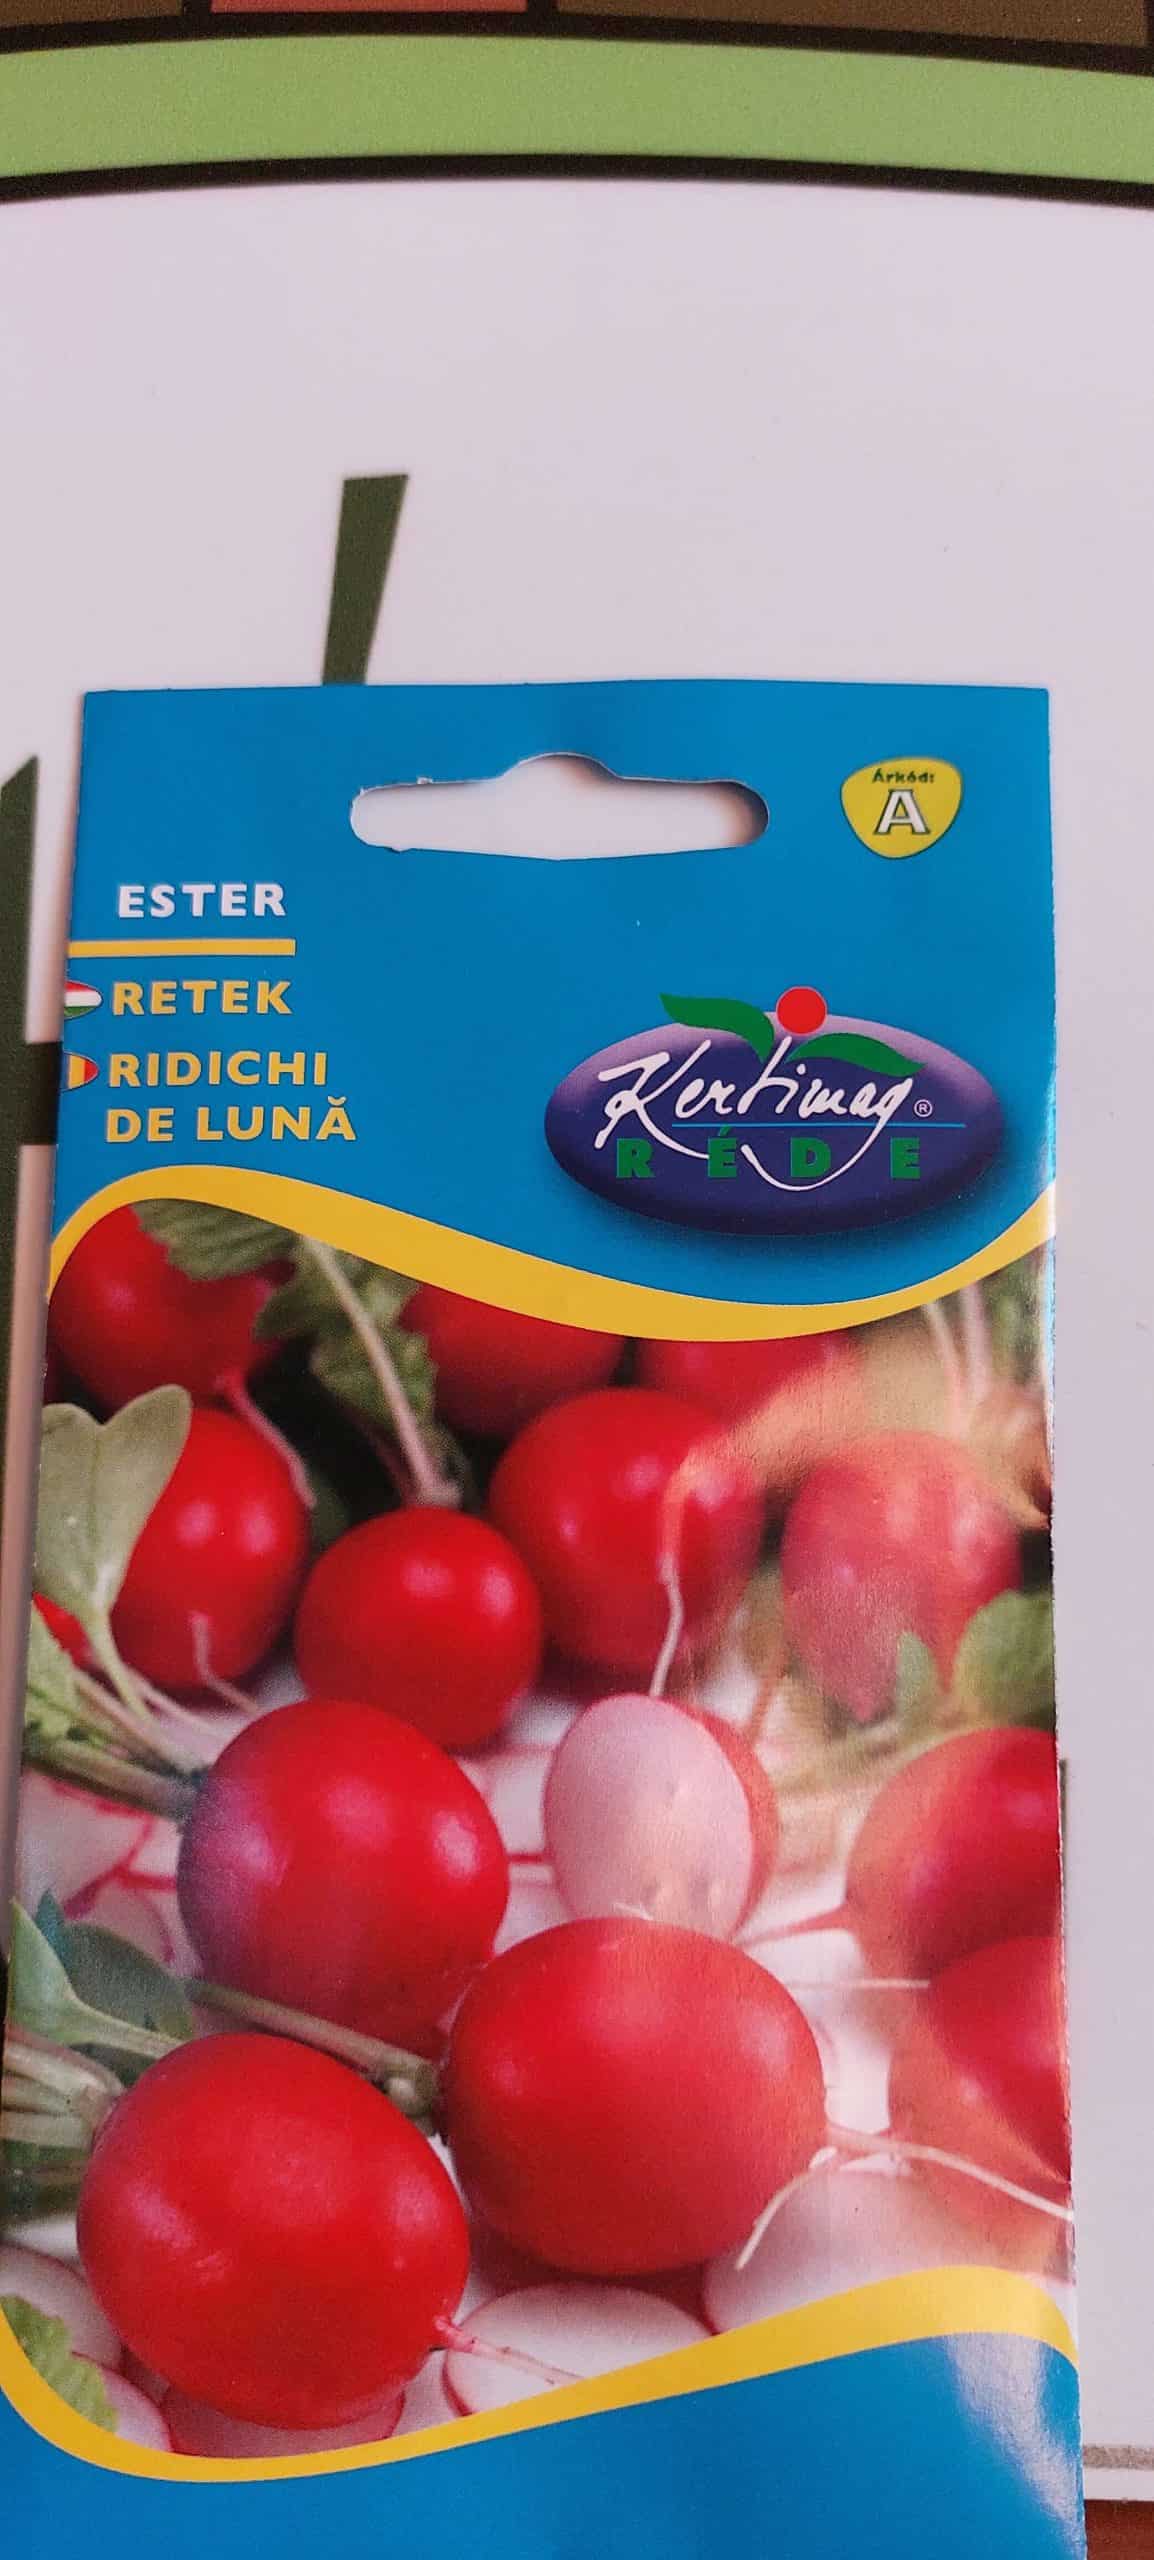 Árkód:
A
ESTER
RETEK
RIDICHI
DE LUNĂ
Kertimag ®
RÉDE